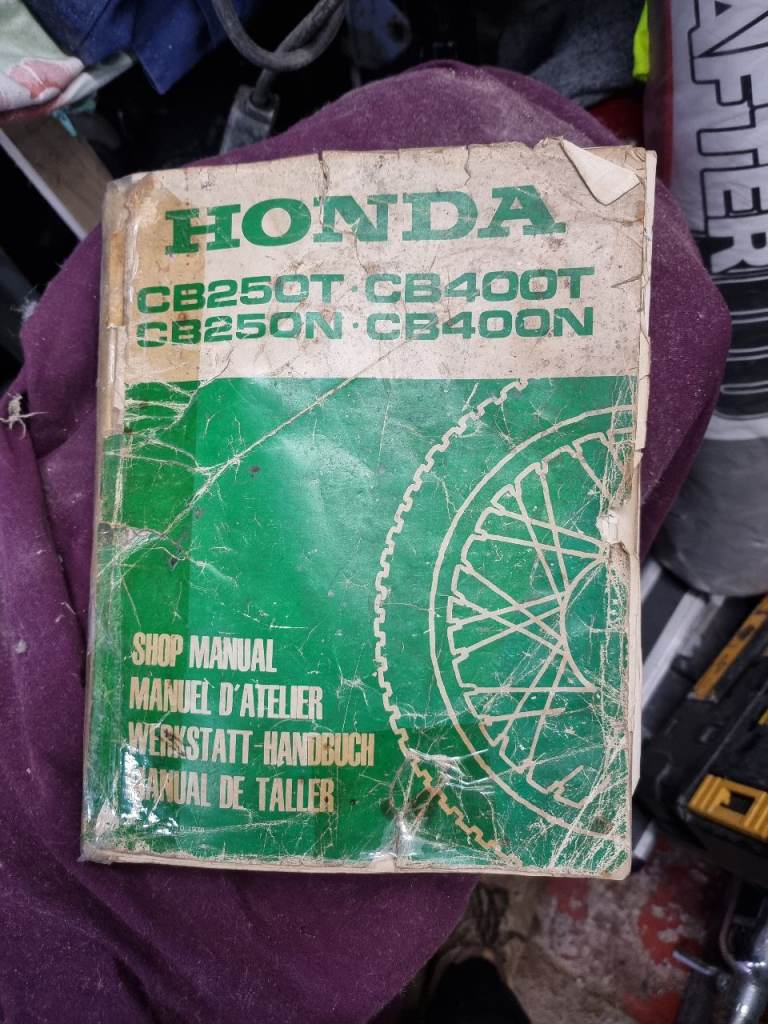 HONDA
CB250T · CB400T
CB250N · CB400N
SHOP MANUAL
MANUEL D'ATELIER
WERKSTATT-HANDBUCH
MANUAL DE TALLER
AFTER